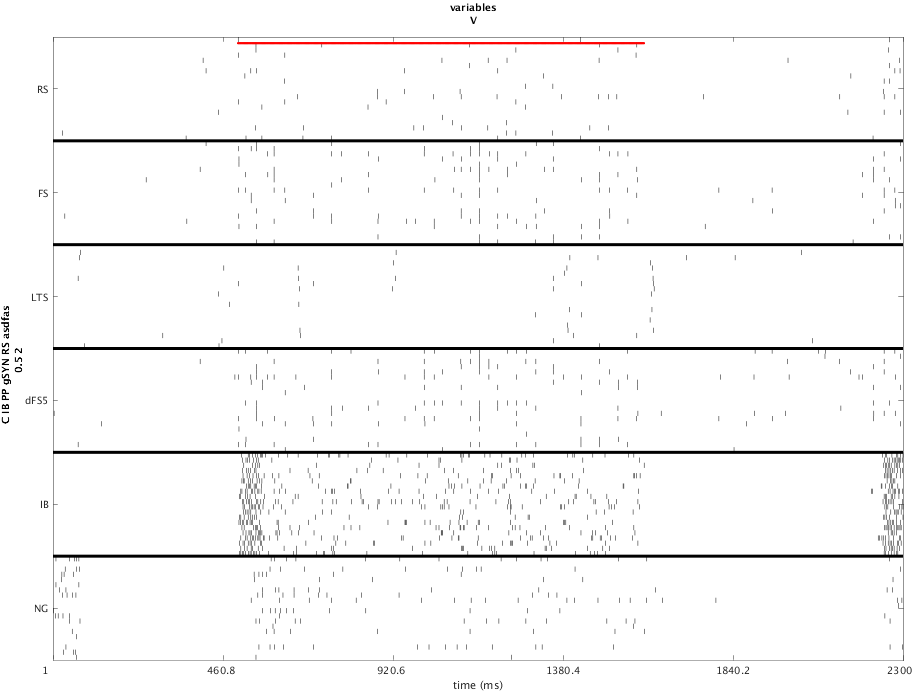 variables
V
RS
FS
LTS
dFS5
IB
NG
C IB PP gSYN RS asdfas
0.5 2
1
460.8
920.6
1380.4
1840.2
2300
time (ms)